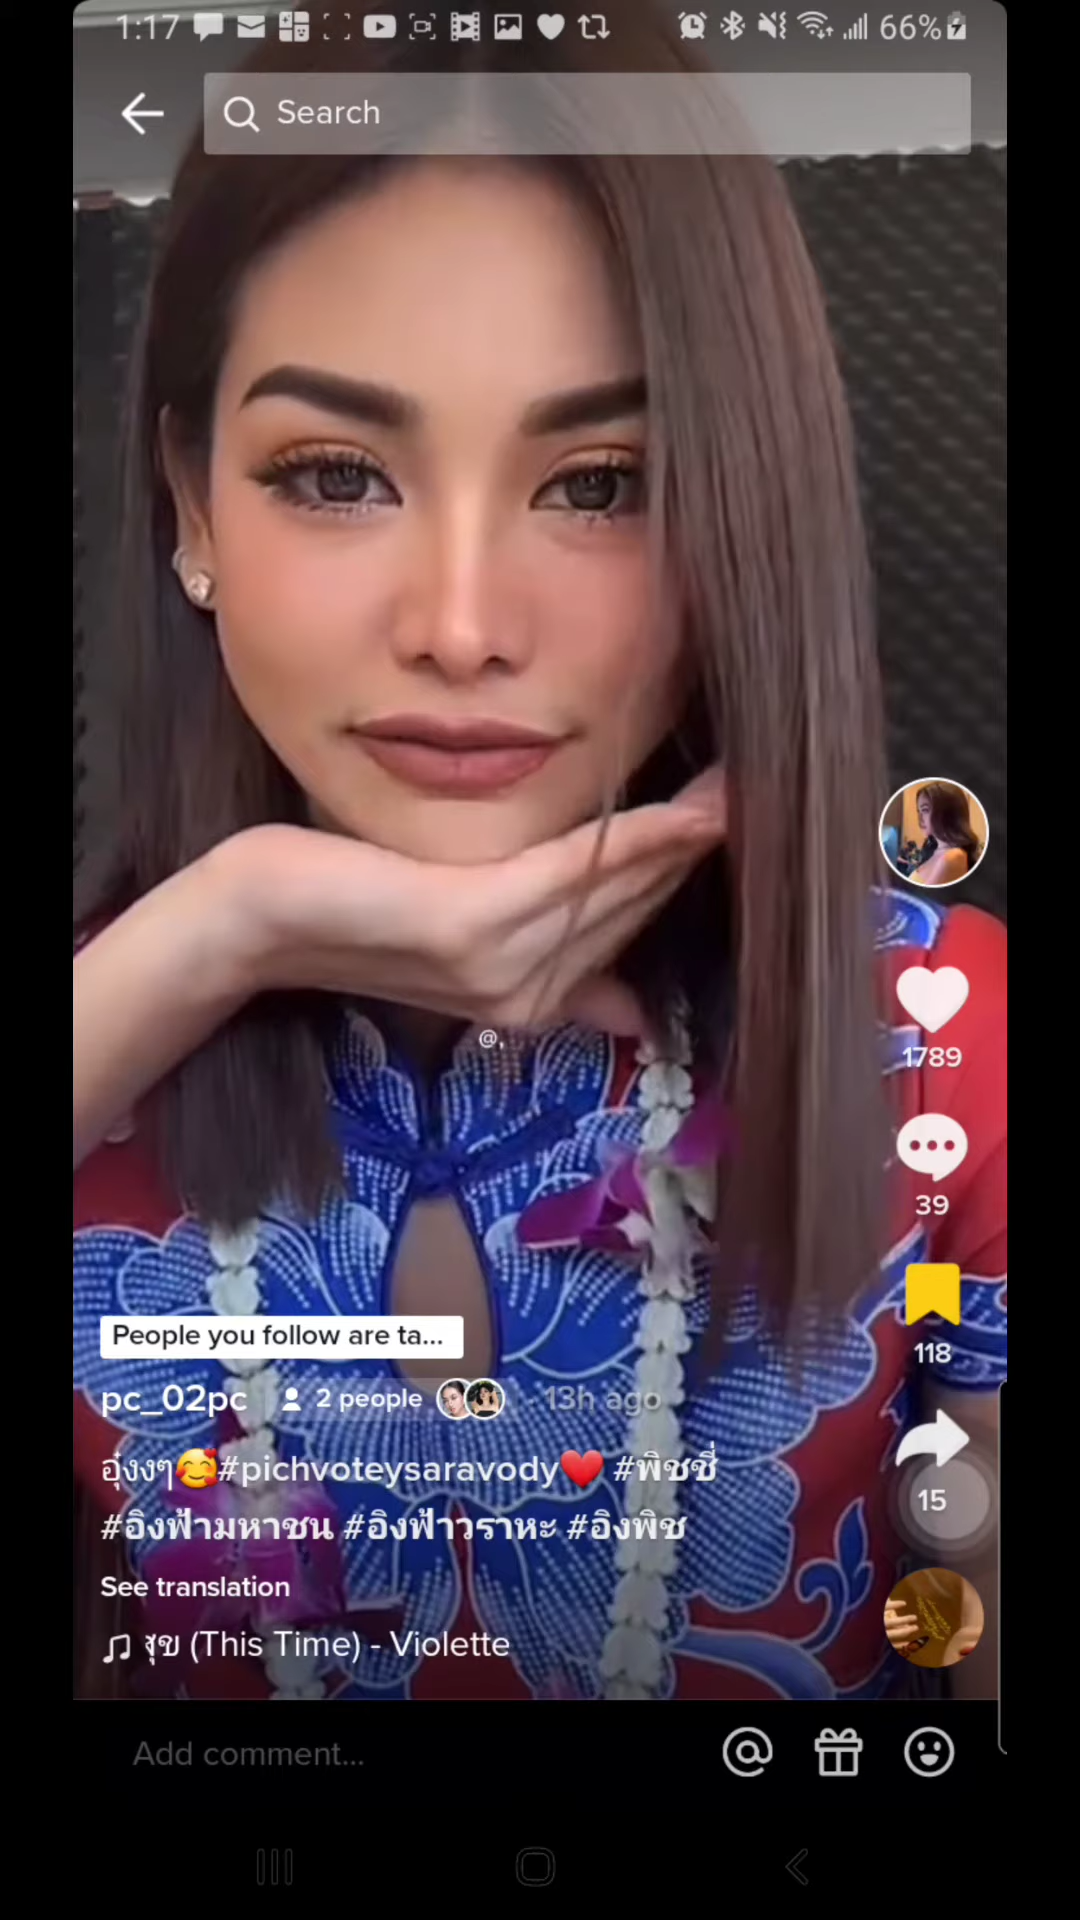 1:17
66%
Search
@,
1789
39
118
15
People you follow are ta...
pc_02pc 2 people · 13h ago
อุ๋งงๆ🥰#pichvoteysaravody❤️ #พิชชี่
#อิงฟ้ามหาชน #อิงฟ้าวราหะ #อิงพิช
See translation
(This Time) - Violette
Add comment...